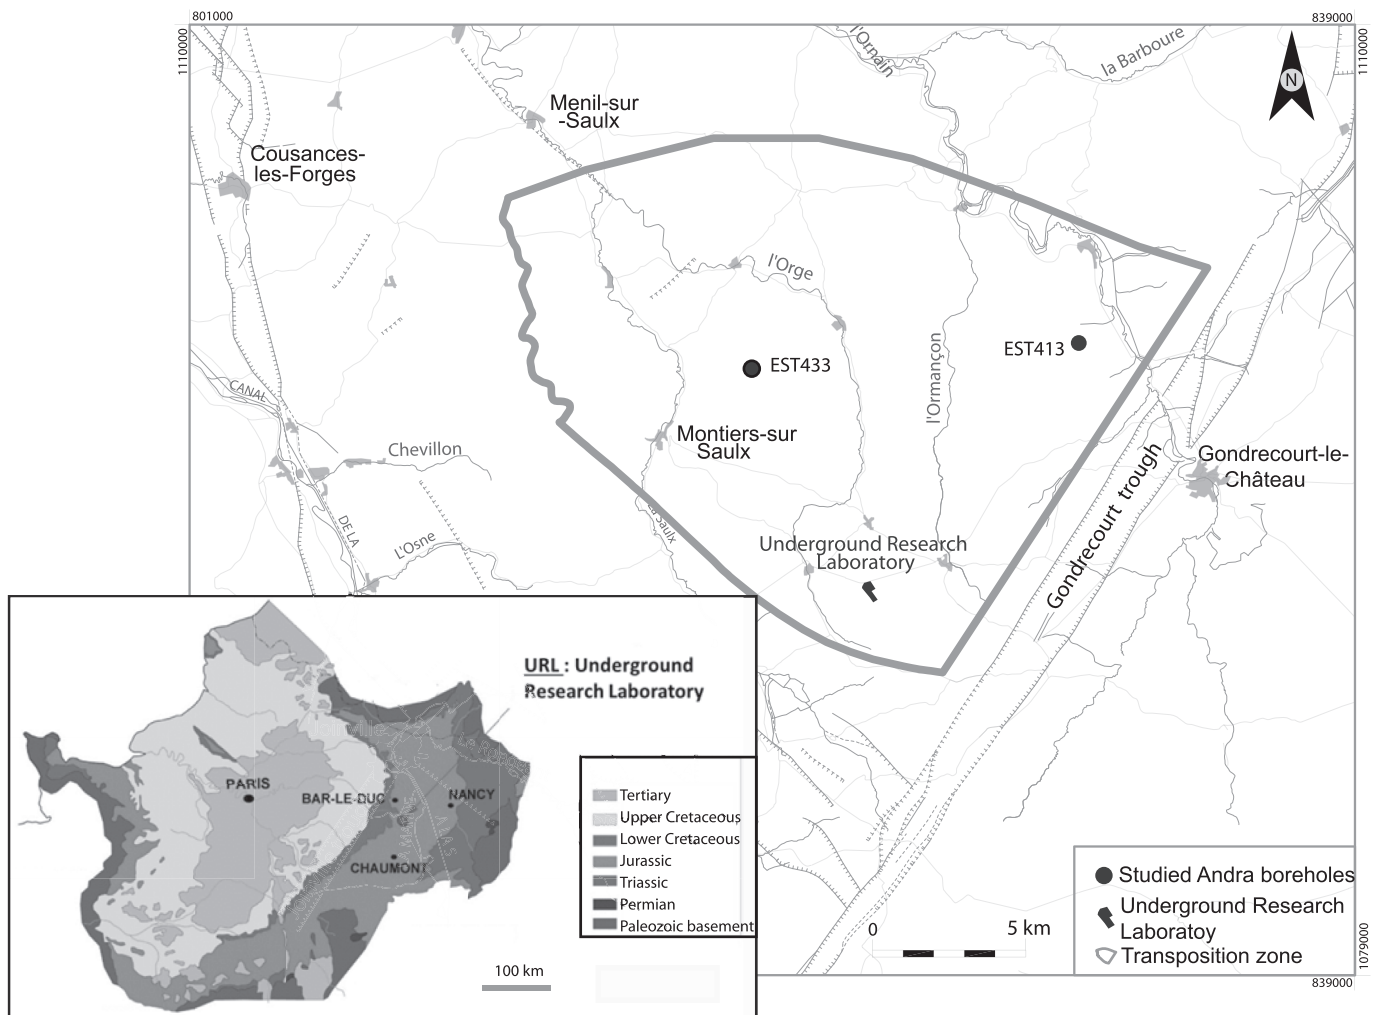 801000
839000
1110000
1110000
l'Ornain
la Barboure
N
Menil-sur
-Saulx
Cousances-
les-Forges
l'Orge
EST433
EST413
l'Ormançon
CANAL
Chevillon
Montiers-sur
Saulx
Gondrecourt-le-
Château
Gondrecourt trough
DE LA
L'Osne
Saulx
Underground Research
Laboratory
URL : Underground
Research Laboratory
PARIS
BAR-LE-DUC
NANCY
CHAUMONT
Tertiary
Upper Cretaceous
Lower Cretaceous
Jurassic
Triassic
Permian
Paleozoic basement
100 km
0
5 km
Studied Andra boreholes
Underground Research
Laboratoy
Transposition zone
1079000
839000